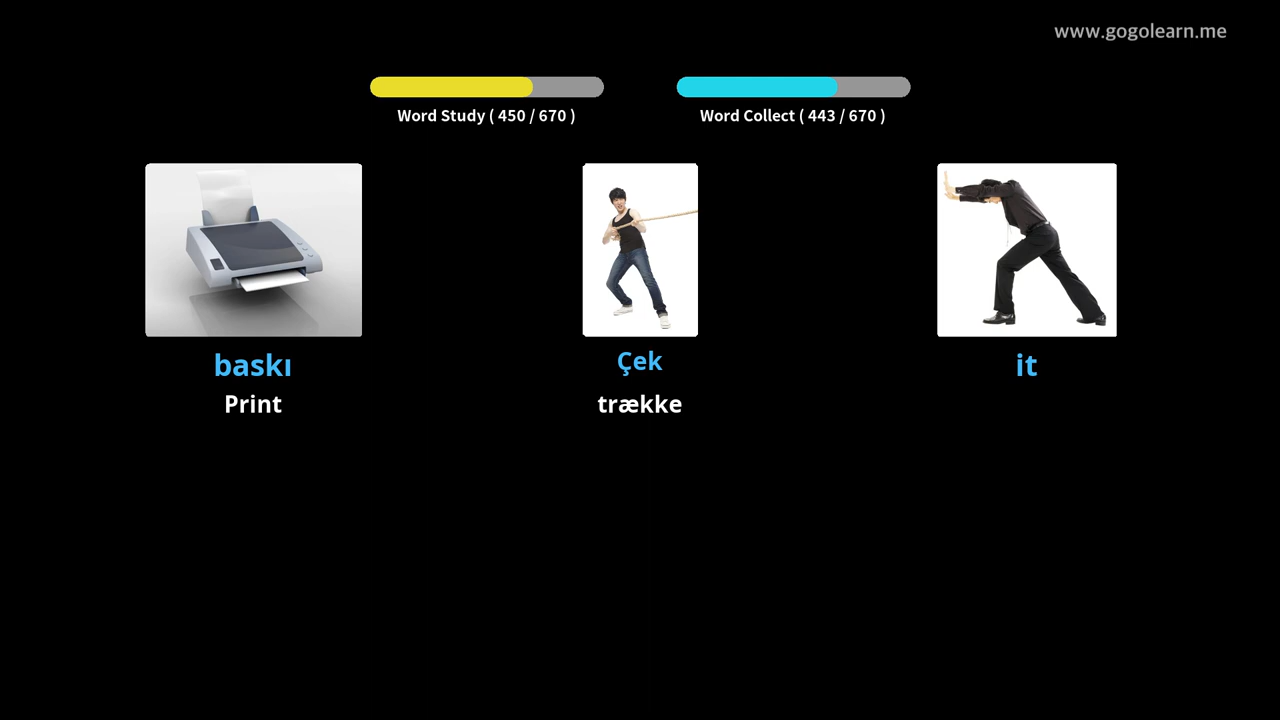 www.gogolearn.me
Word Study ( 450 / 670 )
Word Collect ( 443 / 670 )
baskı
Print
Çek
trække
it